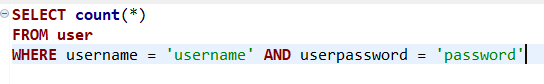 SELECT count(*)
FROM user
WHERE username = 'username' AND userpassword = 'password'